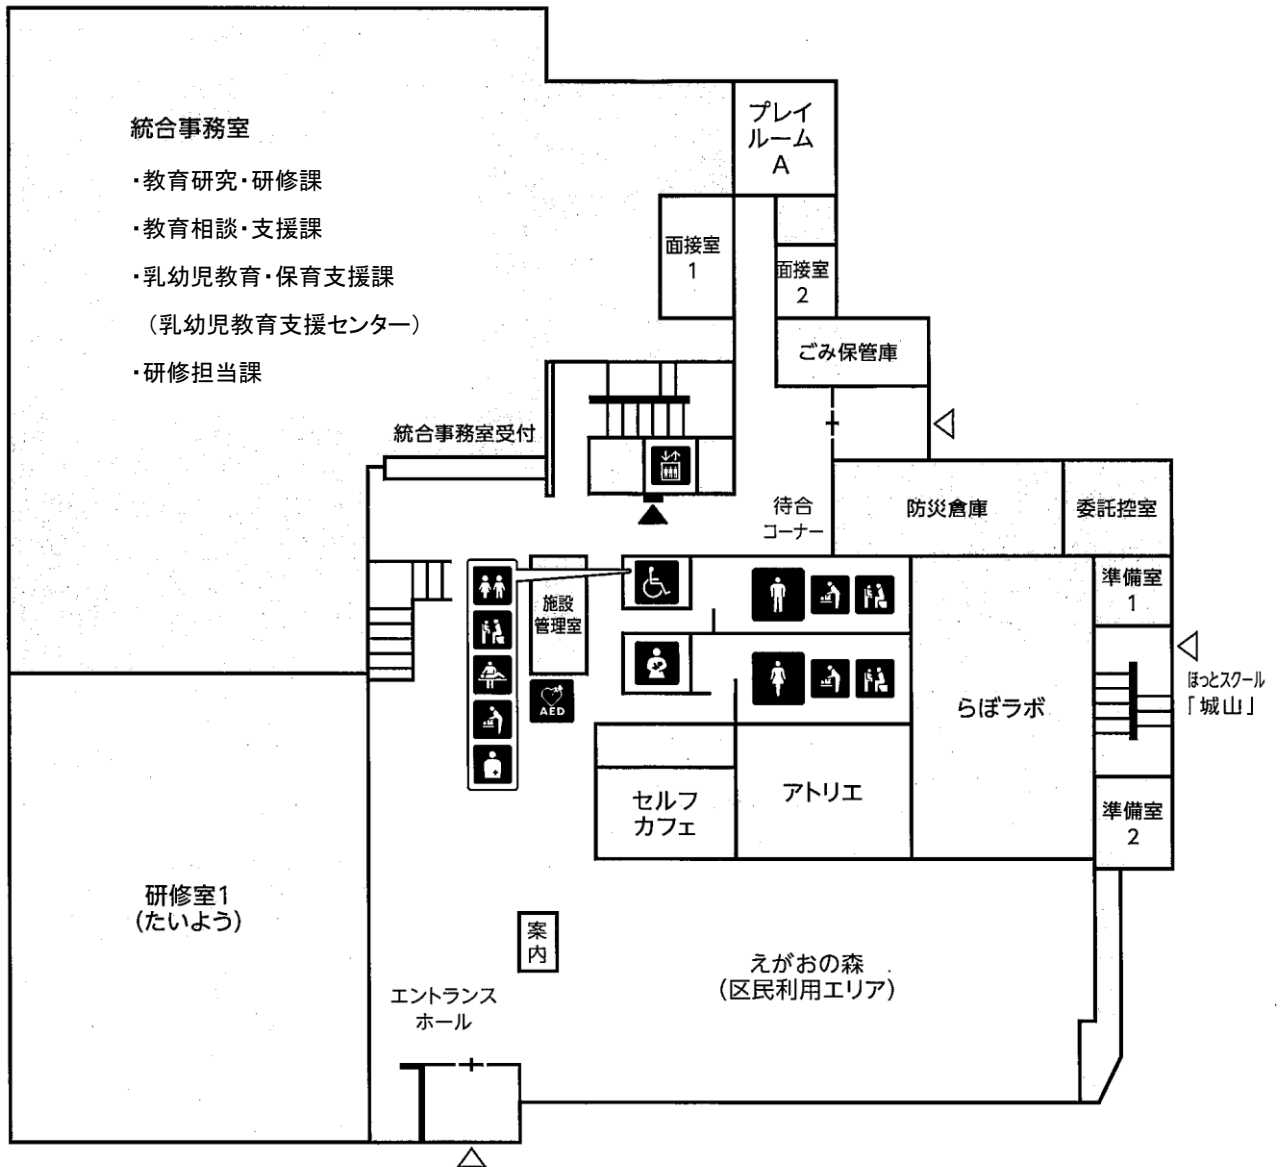 統合事務室
・教育研究・研修課
・教育相談・支援課
・乳幼児教育・保育支援課
（乳幼児教育支援センター）
・研修担当課
プレイ
ルーム
A
面接室
1
面接室
2
ごみ保管庫
統合事務室受付
待合
コーナー
防災倉庫
委託控室
準備室
1
施設
管理室
AED
らぼラボ
ほっとスクール
「城山」
セルフ
カフェ
アトリエ
準備室
2
研修室1
(たいよう)
案
内
えがおの森
(区民利用エリア)
エントランス
ホール